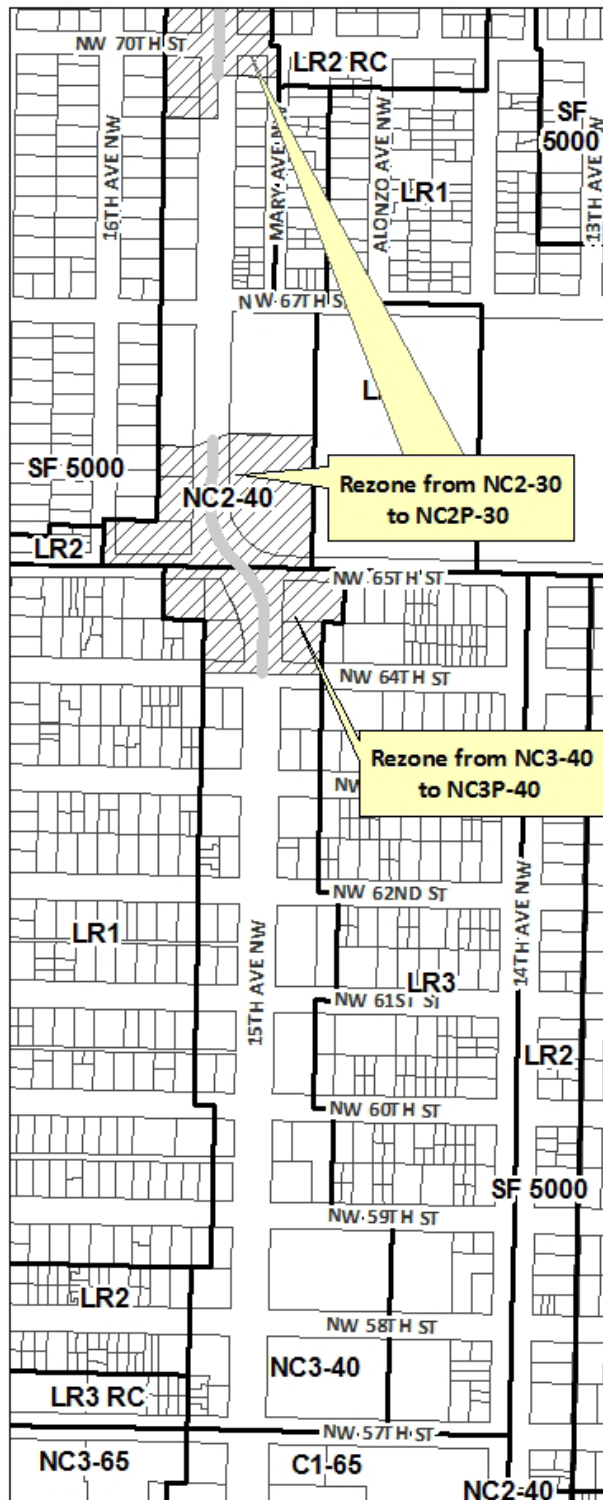 NW 70TH ST
LR2 RC
SF
5000
16TH AVE NW
MARY AVE N
ALONZO AVE NW
13TH AVE
LR1
NW 67TH S
L
SF 5000
NC2-40
Rezone from NC2-30
to NC2P-30
LR2
NW 65TH ST
NW 64TH ST
Rezone from NC3-40
to NC3P-40
NW
NW 62ND ST
14TH AVE NW
LR1
15TH AVE NW
LR3
NW 61ST ST
LR2
NW 60TH ST
SF 5000
NW 59TH ST
LR2
NW 58TH ST
NC3-40
LR3 RC
NW 57TH ST
NC3-65
C1-65
NC2-40